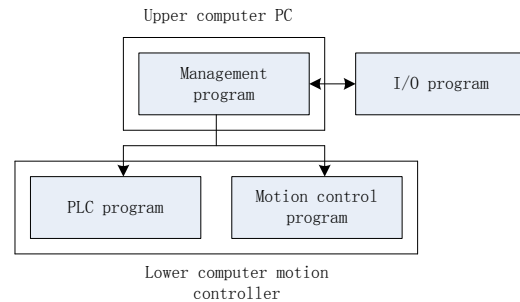 Upper computer PC
Management
program
I/O program
PLC program
Motion control
program
Lower computer motion
controller